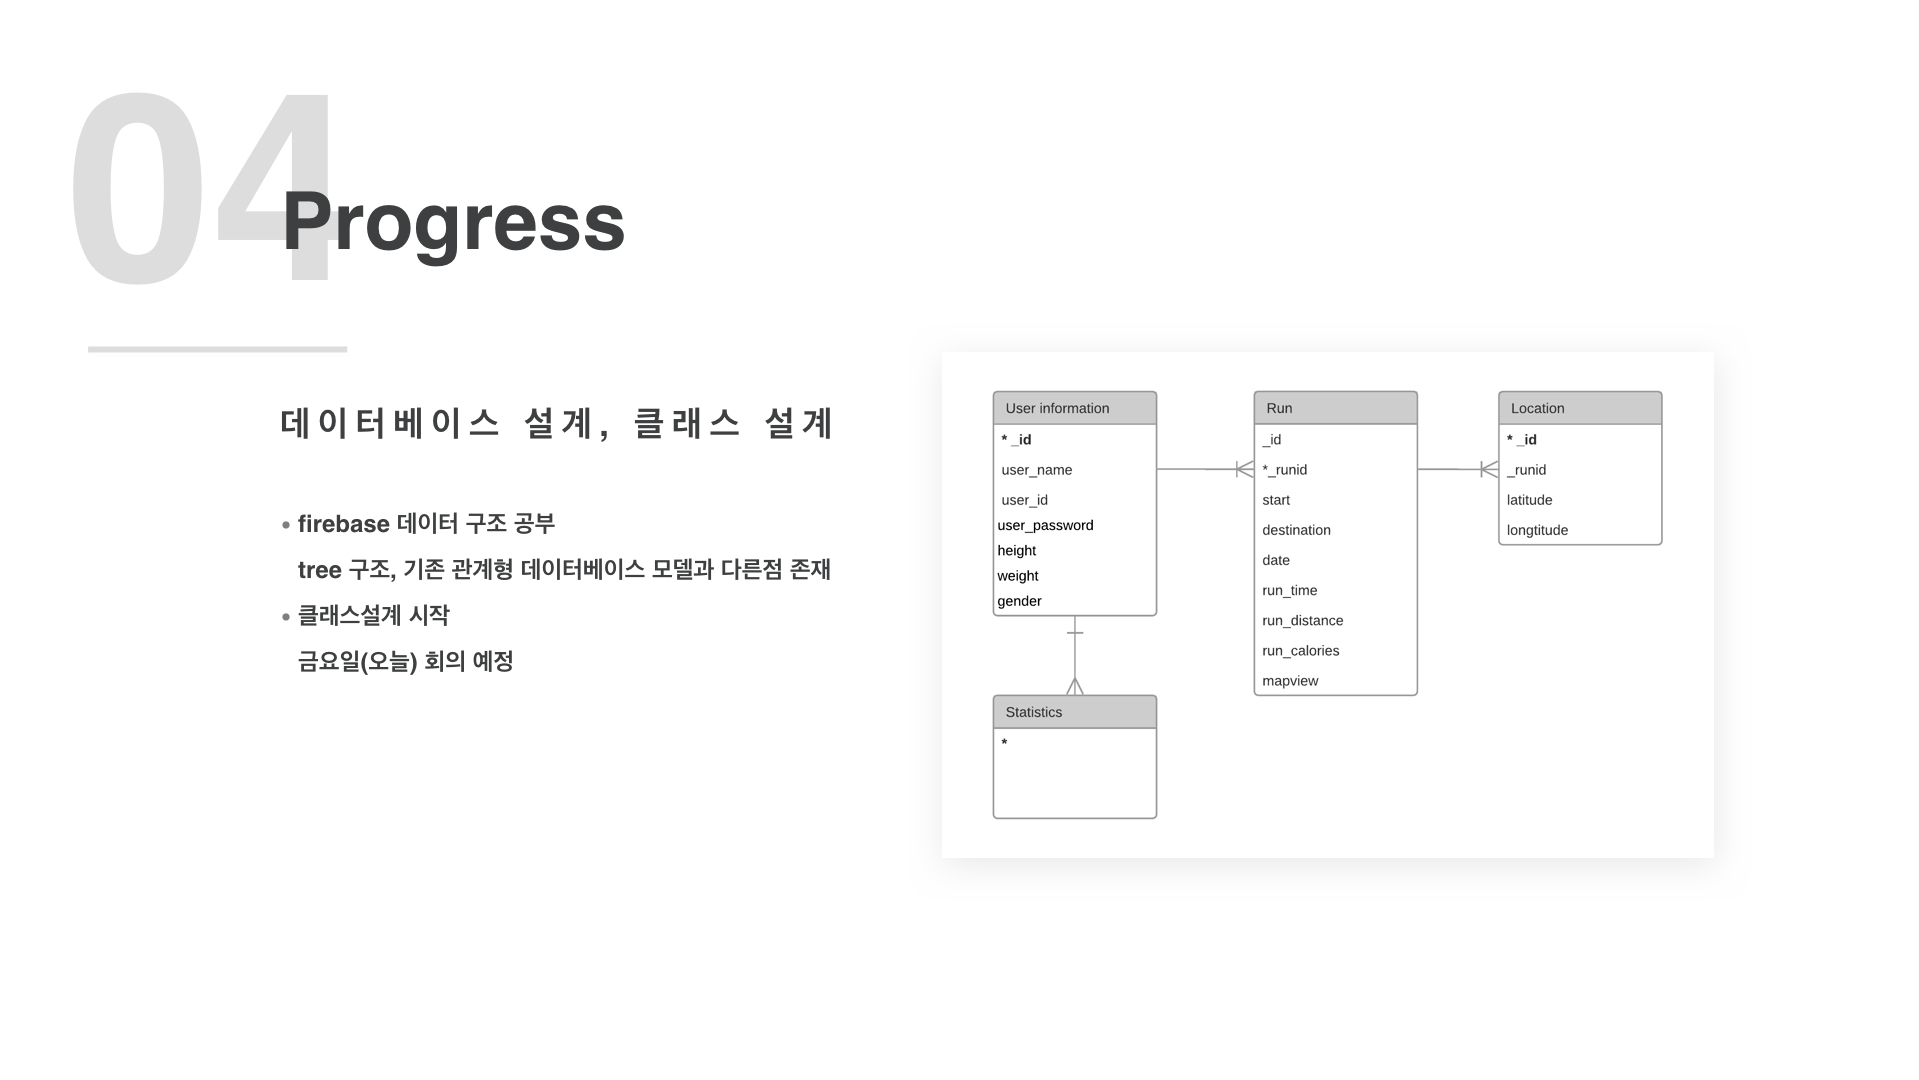 04
Progress
데이터베이스 설계, 클래스 설계
• firebase 데이터 구조 공부
tree 구조, 기존 관계형 데이터베이스 모델과 다른점 존재
• 클래스설계 시작
금요일(오늘) 회의 예정
User information
* _id
user_name
user_id
user_password
height
weight
gender
Statistics
*
Run
_id
*_runid
start
destination
date
run_time
run_distance
run_calories
mapview
Location
* _id
_runid
latitude
longtitude